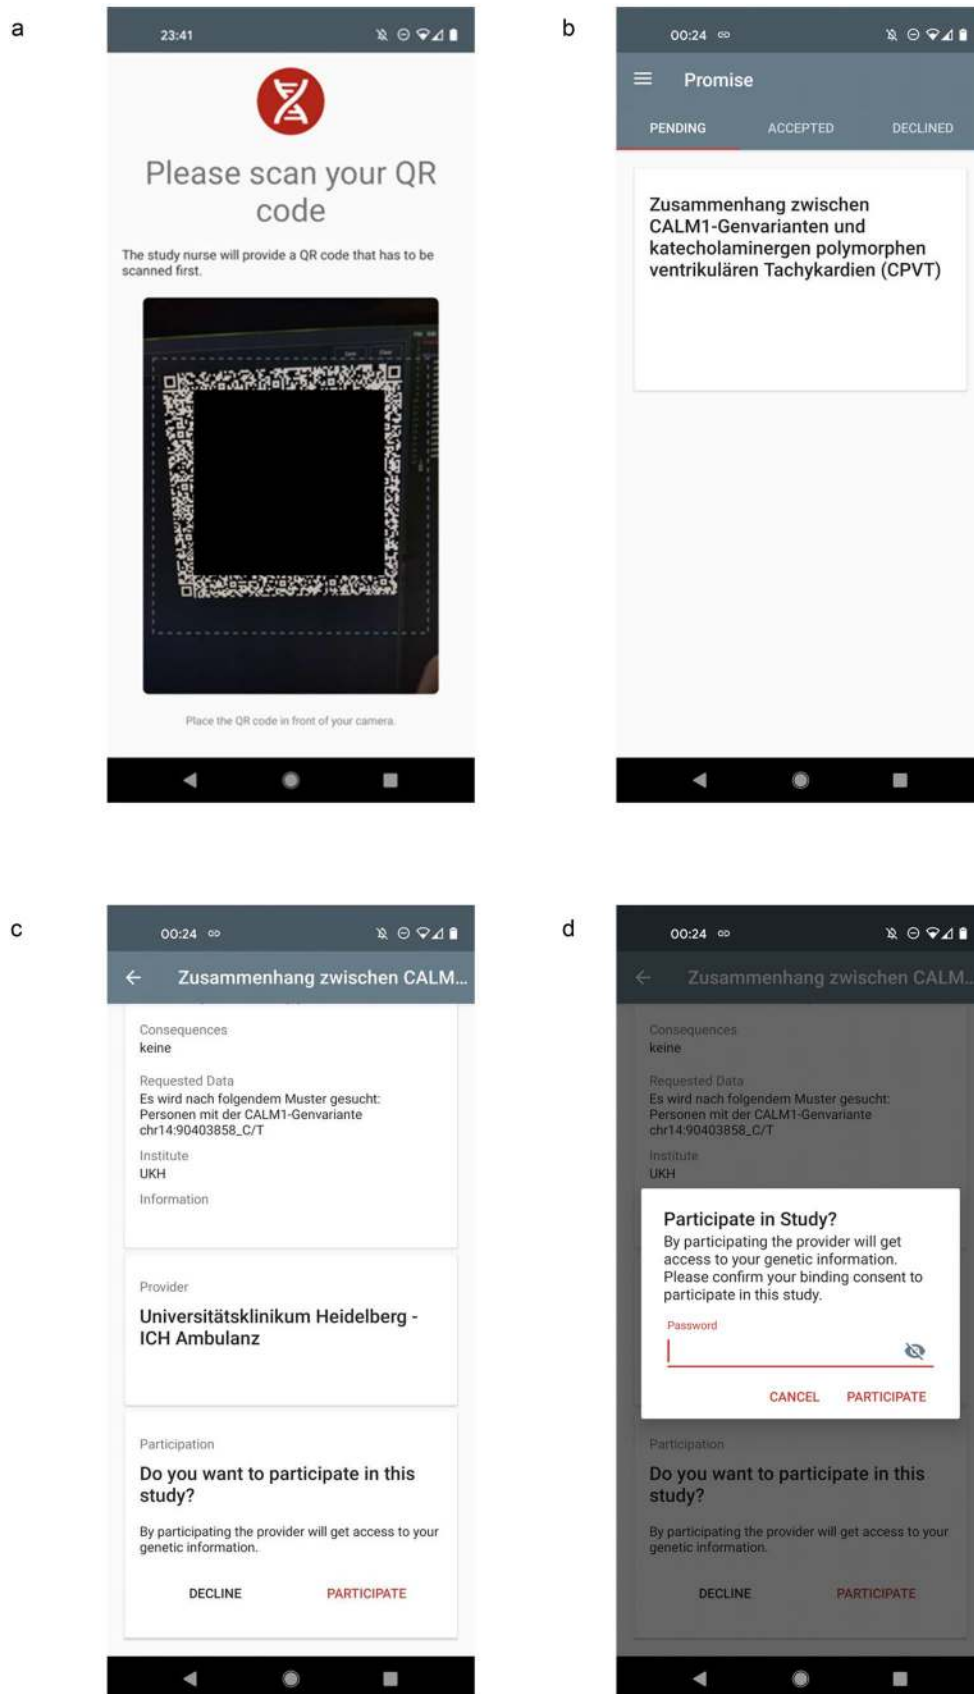 a
23:41
Please scan your QR
code
The study nurse will provide a QR code that has to be
scanned first.
Place the QR code in front of your camera.
b
00:24
Promise
PENDING ACCEPTED DECLINED
Zusammenhang zwischen
CALM1-Genvarianten und
katecholaminergen polymorphen
ventrikulären Tachykardien (CPVT)
c
00:24
Zusammenhang zwischen CALM...
Consequences
keine
Requested Data
Es wird nach folgendem Muster gesucht:
Personen mit der CALM1-Genvariante
chr14:90403858_C/T
Institute
UKH
Information
Provider
Universitätsklinikum Heidelberg -
ICH Ambulanz
Participation
Do you want to participate in this
study?
By participating the provider will get access to your
genetic information.
DECLINE PARTICIPATE
d
00:24
Zusammenhang zwischen CALM...
Consequences
keine
Requested Data
Es wird nach folgendem Muster gesucht:
Personen mit der CALM1-Genvariante
chr14:90403858_C/T
Institute
UKH
Participate in Study?
By participating the provider will get
access to your genetic information.
Please confirm your binding consent to
participate in this study.
Password
CANCEL PARTICIPATE
Participation
Do you want to participate in this
study?
By participating the provider will get access to your
genetic information.
DECLINE PARTICIPATE